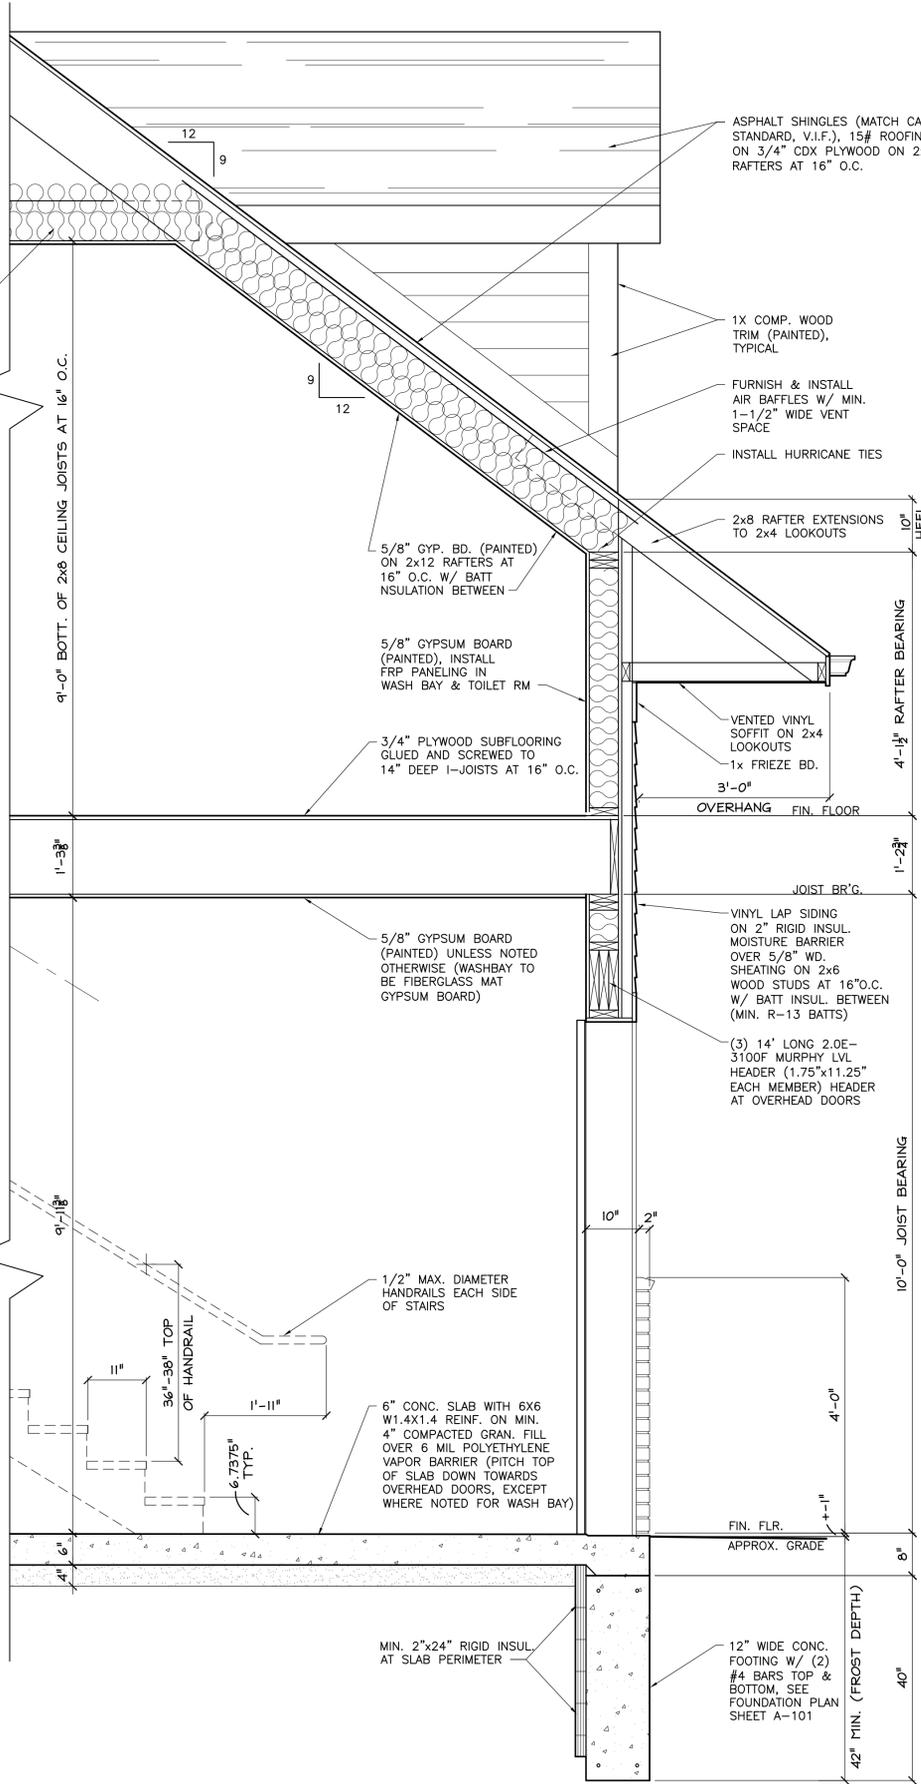 ASPHALT SHINGLES (MATCH CA
STANDARD, V.I.F.), 15# ROOFIN
ON 3/4" CDX PLYWOOD ON 2
RAFTERS AT 16" O.C.
12
9
1X COMP. WOOD
TRIM (PAINTED),
TYPICAL
9
12
FURNISH & INSTALL
AIR BAFFLES W/ MIN.
1-1/2" WIDE VENT
SPACE
INSTALL HURRICANE TIES
9'-0" BOTT. OF 2x8 CEILING JOISTS AT 16" O.C.
2x8 RAFTER EXTENSIONS
TO 2x4 LOOKOUTS
10"
HEEL
5/8" GYP. BD. (PAINTED)
ON 2x12 RAFTERS AT
16" O.C. W/ BATT
NSULATION BETWEEN
5/8" GYPSUM BOARD
(PAINTED), INSTALL
FRP PANELING IN
WASH BAY & TOILET RM
4'-1½" RAFTER BEARING
VENTED VINYL
SOFFIT ON 2x4
LOOKOUTS
1x FRIEZE BD.
3/4" PLYWOOD SUBFLOORING
GLUED AND SCREWED TO
14" DEEP I-JOISTS AT 16" O.C.
3'-0"
OVERHANG
FIN. FLOOR
1'-3⅜"
1'-2¾"
JOIST BR'G.
5/8" GYPSUM BOARD
(PAINTED) UNLESS NOTED
OTHERWISE (WASHBAY TO
BE FIBERGLASS MAT
GYPSUM BOARD)
VINYL LAP SIDING
ON 2" RIGID INSUL.
MOISTURE BARRIER
OVER 5/8" WD.
SHEATING ON 2x6
WOOD STUDS AT 16"O.C.
W/ BATT INSUL. BETWEEN
(MIN. R-13 BATTS)
(3) 14' LONG 2.0E-
3100F MURPHY LVL
HEADER (1.75"x11.25"
EACH MEMBER) HEADER
AT OVERHEAD DOORS
9'-11⅜"
10'-0" JOIST BEARING
10"
2"
1/2" MAX. DIAMETER
HANDRAILS EACH SIDE
OF STAIRS
36"-38" TOP
OF HANDRAIL
11"
1'-11"
6.7375"
TYP.
6" CONC. SLAB WITH 6X6
W1.4X1.4 REINF. ON MIN.
4" COMPACTED GRAN. FILL
OVER 6 MIL POLYETHYLENE
VAPOR BARRIER (PITCH TOP
OF SLAB DOWN TOWARDS
OVERHEAD DOORS, EXCEPT
WHERE NOTED FOR WASH BAY)
4'-0"
+-1"
FIN. FLR.
APPROX. GRADE
6"
4"
8"
MIN. 2"x24" RIGID INSUL.
AT SLAB PERIMETER
12" WIDE CONC.
FOOTING W/ (2)
#4 BARS TOP &
BOTTOM, SEE
FOUNDATION PLAN
SHEET A-101
42" MIN. (FROST DEPTH)
40"